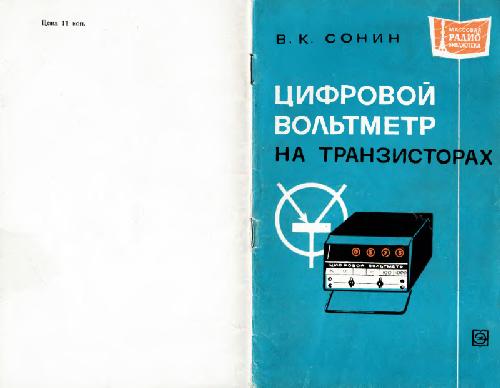 Цена 11 коп.
В. К. СОНИН
МАССОВАЯ
РАДИО
БИБЛИОТЕКА
ЦИФРОВОЙ
ВОЛЬТМЕТР
НА ТРАНЗИСТОРАХ
ЦИФРОВОЙ ВОЛЬТМЕТР